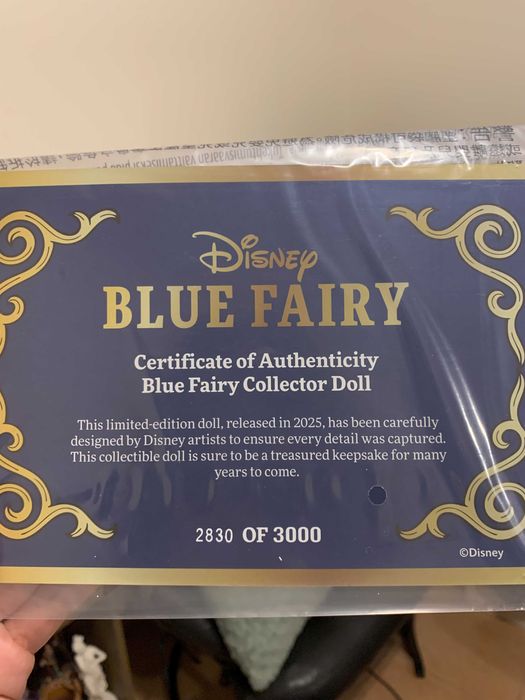 Disney
BLUE FAIRY
Certificate of Authenticity
Blue Fairy Collector Doll
This limited-edition doll, released in 2025, has been carefully
designed by Disney artists to ensure every detail was captured.
This collectible doll is sure to be a treasured keepsake for many
years to come.
2830 OF 3000
©Disney